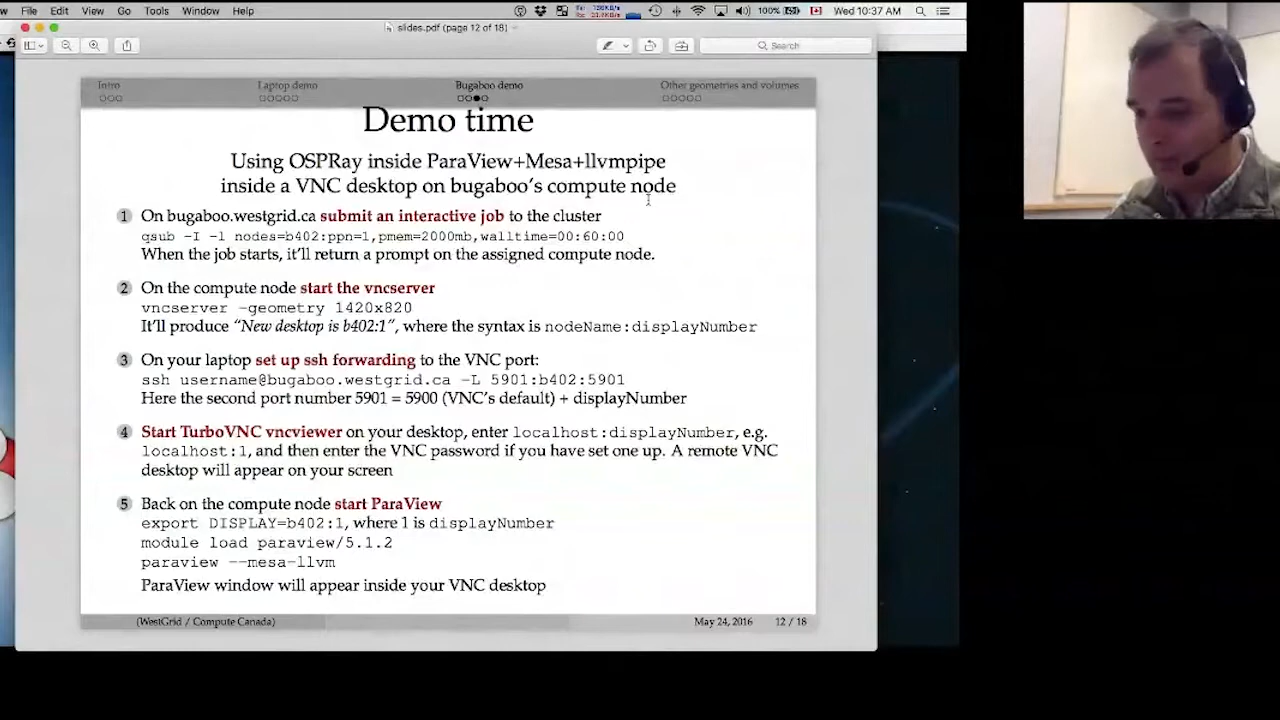 File Edit View Go Tools Window Help
100% Wed 10:37 AM
slides.pdf (page 12 of 18)
Search
Intro Laptop demo Bugaboo demo Other geometries and volumes
Demo time
Using OSPRay inside ParaView+Mesa+llvmpipe
inside a VNC desktop on bugaboo's compute node
1 On bugaboo.westgrid.ca submit an interactive job to the cluster
qsub -I -l nodes=b402:ppn=1,pmem=2000mb,walltime=00:60:00
When the job starts, it'll return a prompt on the assigned compute node.
2 On the compute node start the vncserver
vncserver -geometry 1420x820
It'll produce "New desktop is b402:1", where the syntax is nodeName:displayNumber
3 On your laptop set up ssh forwarding to the VNC port:
ssh username@bugaboo.westgrid.ca -L 5901:b402:5901
Here the second port number 5901 = 5900 (VNC's default) + displayNumber
4 Start TurboVNC vncviewer on your desktop, enter localhost:displayNumber, e.g.
localhost:1, and then enter the VNC password if you have set one up. A remote VNC
desktop will appear on your screen
5 Back on the compute node start ParaView
export DISPLAY=b402:1, where 1 is displayNumber
module load paraview/5.1.2
paraview --mesa-llvm
ParaView window will appear inside your VNC desktop
(WestGrid / Compute Canada) May 24, 2016 12 / 18